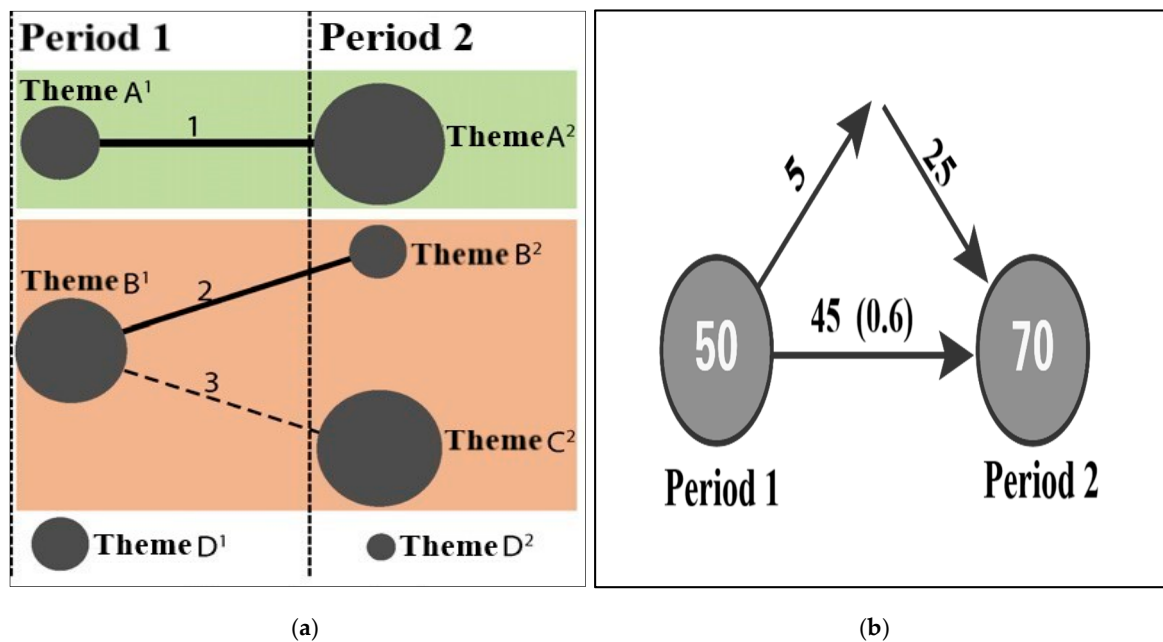 Period 1
Period 2
Theme A¹
1
Theme A²
Theme B²
Theme B¹
2
3
Theme C²
Theme D¹
Theme D²
(a)
5
25
45 (0.6)
50
70
Period 1
Period 2
(b)